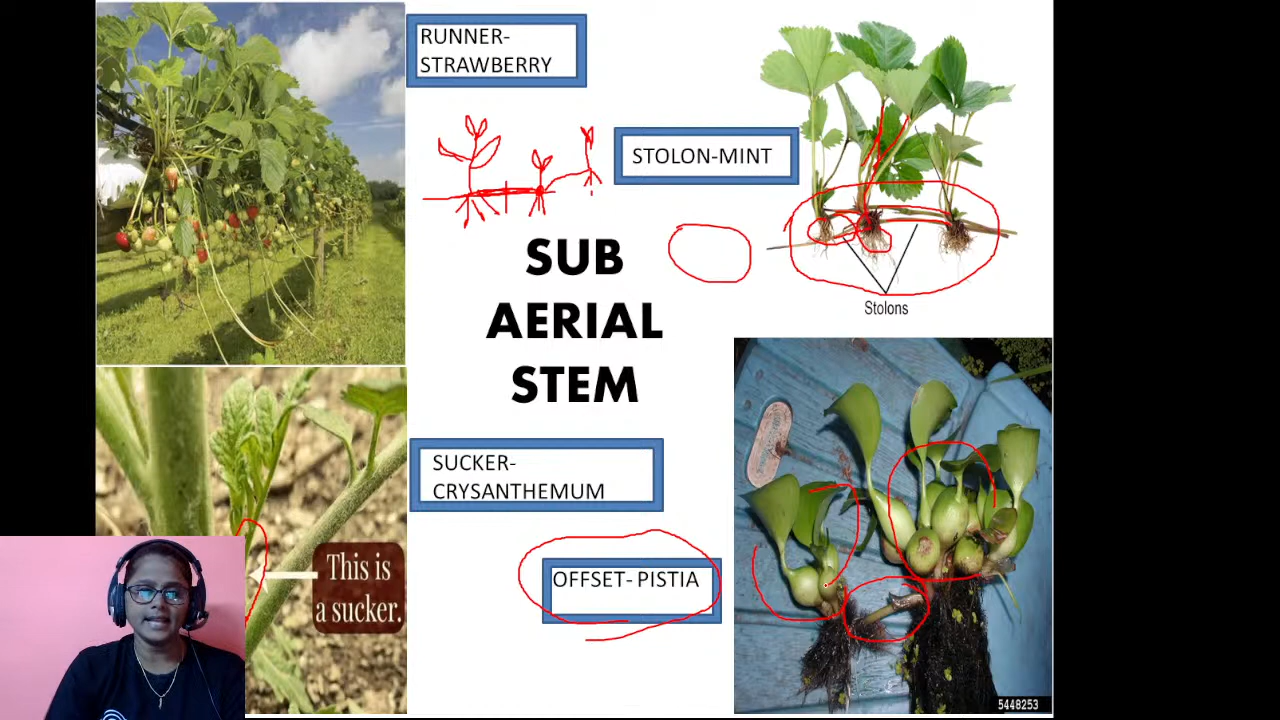 RUNNER-
STRAWBERRY
STOLON-MINT
SUB
AERIAL
STEM
Stolons
SUCKER-
CRYSANTHEMUM
This is
a sucker.
OFFSET- PISTIA
5448253